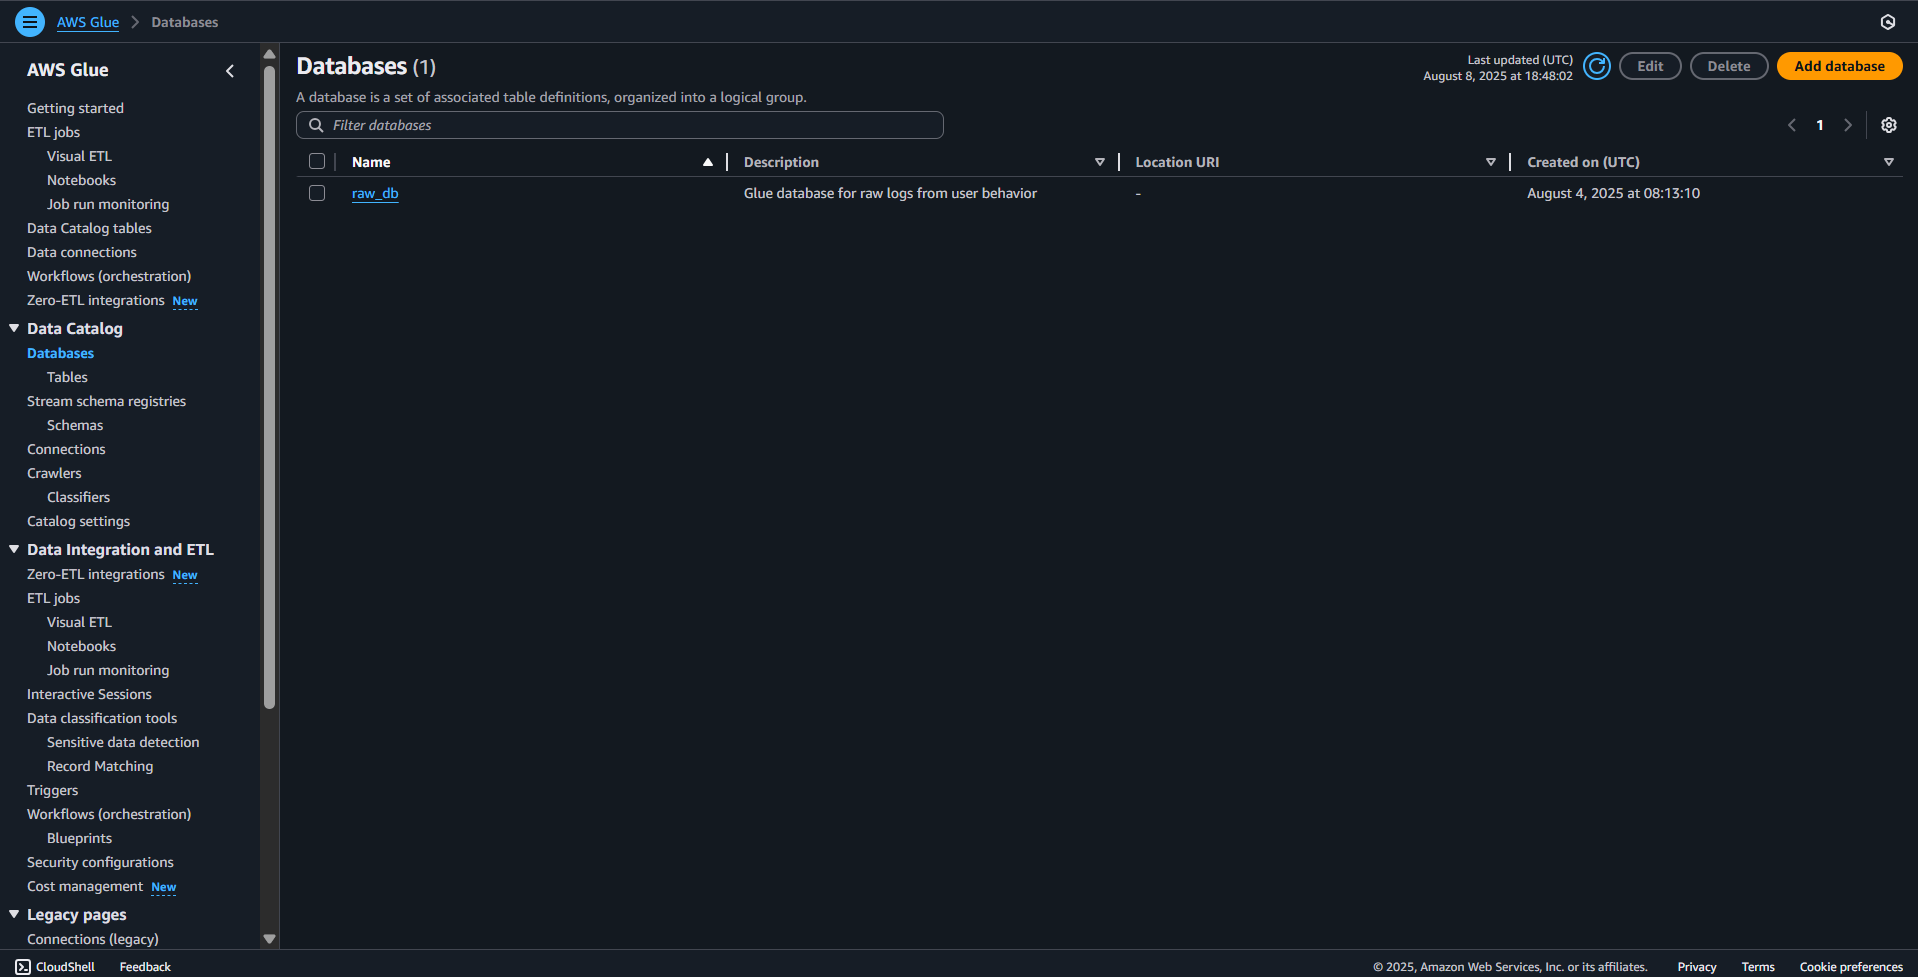 AWS Glue > Databases
AWS Glue
Getting started
ETL jobs
Visual ETL
Notebooks
Job run monitoring
Data Catalog tables
Data connections
Workflows (orchestration)
Zero-ETL integrations New
Data Catalog
Databases
Tables
Stream schema registries
Schemas
Connections
Crawlers
Classifiers
Catalog settings
Data Integration and ETL
Zero-ETL integrations New
ETL jobs
Visual ETL
Notebooks
Job run monitoring
Interactive Sessions
Data classification tools
Sensitive data detection
Record Matching
Triggers
Workflows (orchestration)
Blueprints
Security configurations
Cost management New
Legacy pages
Connections (legacy)
Databases (1)
Last updated (UTC)
August 8, 2025 at 18:48:02
Edit Delete Add database
A database is a set of associated table definitions, organized into a logical group.
Filter databases
1
Name Description Location URI Created on (UTC)
raw_db Glue database for raw logs from user behavior - August 4, 2025 at 08:13:10
CloudShell Feedback © 2025, Amazon Web Services, Inc. or its affiliates. Privacy Terms Cookie preferences